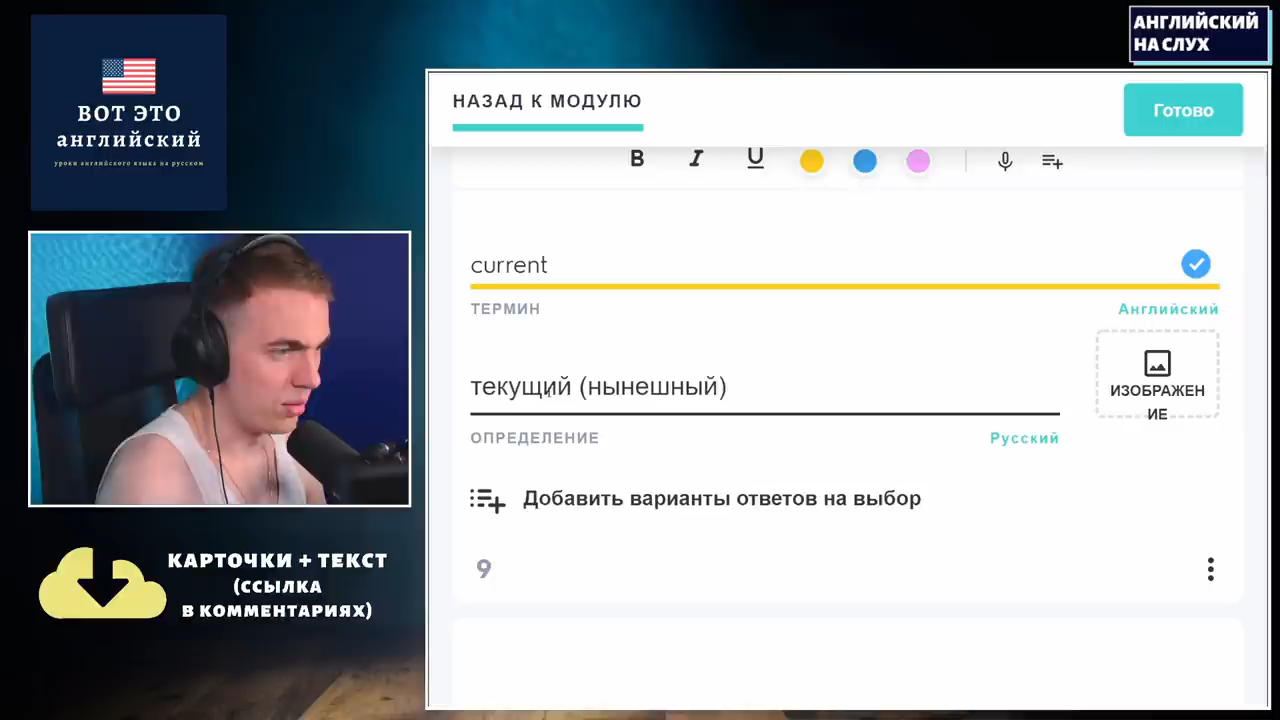 ВОТ ЭТО
английский
уроки английского языка на русском
АНГЛИЙСКИЙ
НА СЛУХ
НАЗАД К МОДУЛЮ
Готово
B I U
current
ТЕРМИН
Английский
текущий (нынешный)
ИЗОБРАЖЕН
ИЕ
ОПРЕДЕЛЕНИЕ
Русский
Добавить варианты ответов на выбор
9
КАРТОЧКИ + ТЕКСТ
(ССЫЛКА
В КОММЕНТАРИЯХ)